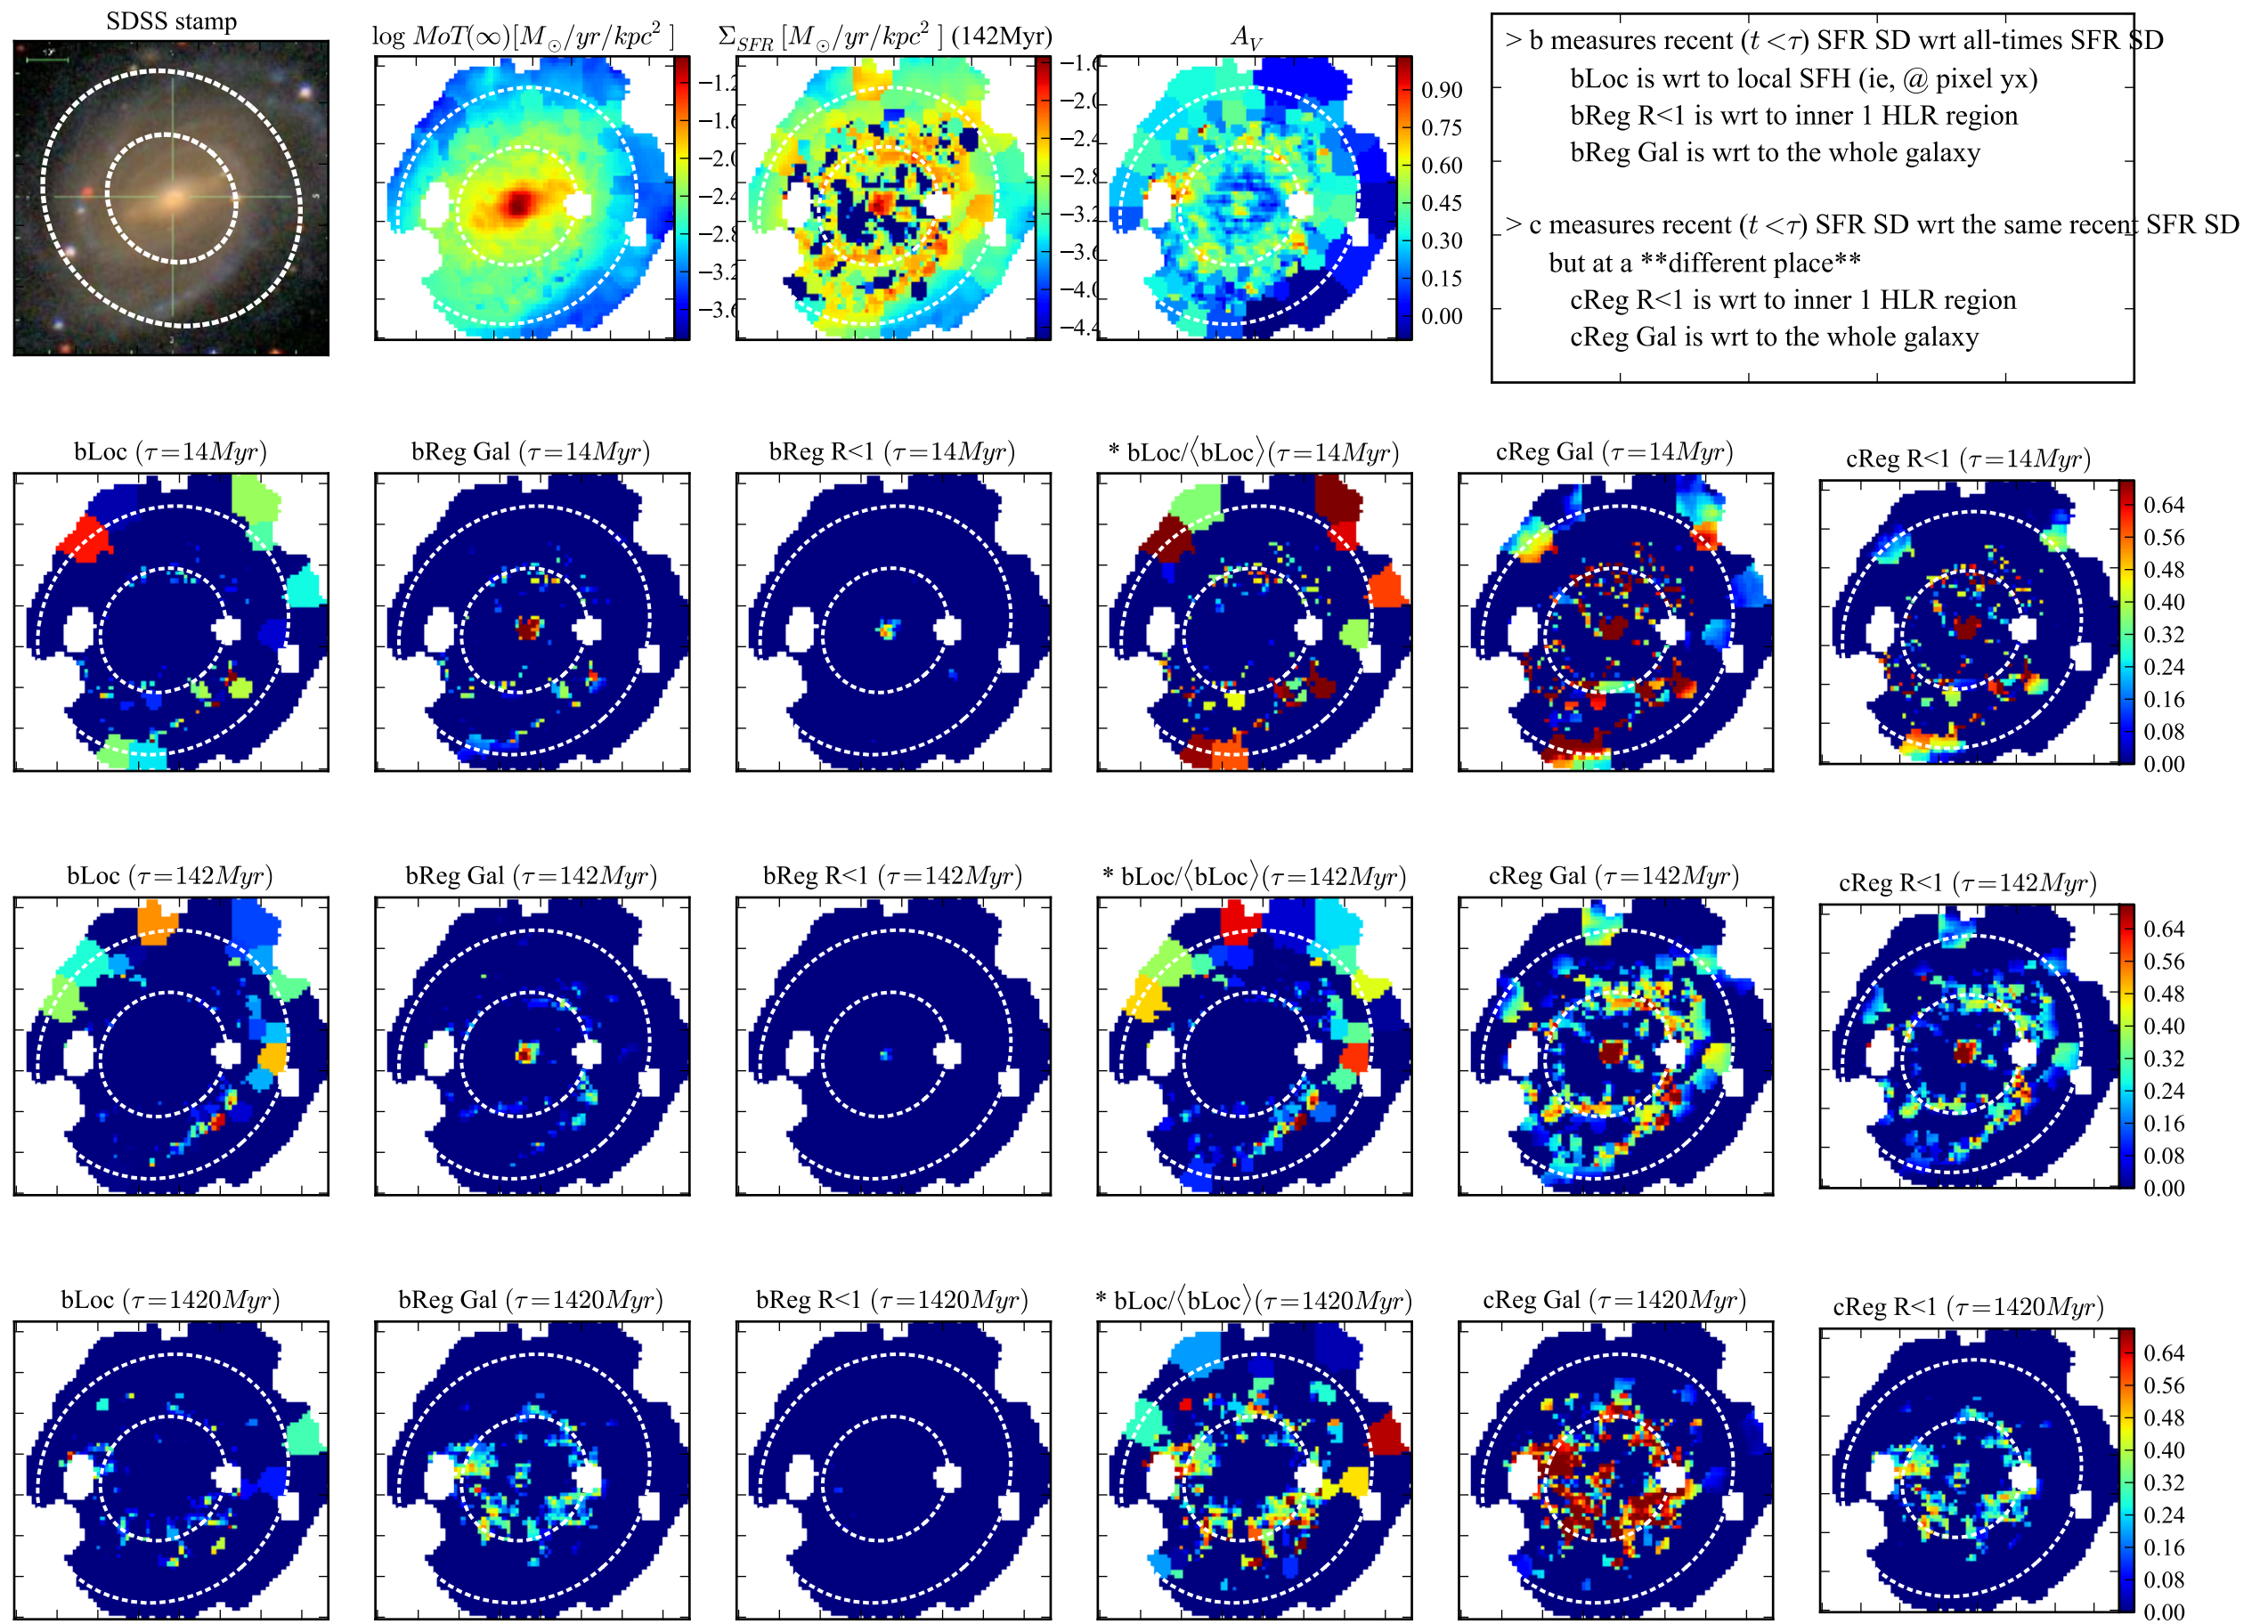 SDSS stamp
log MoT(∞)[M⊙/yr/kpc² ]
Σ_SFR [M⊙/yr/kpc² ] (142Myr)
A_V
−1.2
−1.6
−2.0
−2.4
−2.8
−3.2
−3.6
−1.6
−2.0
−2.4
−2.8
−3.2
−3.6
−4.0
−4.4
0.90
0.75
0.60
0.45
0.30
0.15
0.00
> b measures recent (t <τ) SFR SD wrt all-times SFR SD
bLoc is wrt to local SFH (ie, @ pixel yx)
bReg R<1 is wrt to inner 1 HLR region
bReg Gal is wrt to the whole galaxy
> c measures recent (t <τ) SFR SD wrt the same recent SFR SD
but at a **different place**
cReg R<1 is wrt to inner 1 HLR region
cReg Gal is wrt to the whole galaxy
bLoc (τ=14Myr)
bReg Gal (τ=14Myr)
bReg R<1 (τ=14Myr)
* bLoc/⟨bLoc⟩(τ=14Myr)
cReg Gal (τ=14Myr)
cReg R<1 (τ=14Myr)
0.64
0.56
0.48
0.40
0.32
0.24
0.16
0.08
0.00
bLoc (τ=142Myr)
bReg Gal (τ=142Myr)
bReg R<1 (τ=142Myr)
* bLoc/⟨bLoc⟩(τ=142Myr)
cReg Gal (τ=142Myr)
cReg R<1 (τ=142Myr)
0.64
0.56
0.48
0.40
0.32
0.24
0.16
0.08
0.00
bLoc (τ=1420Myr)
bReg Gal (τ=1420Myr)
bReg R<1 (τ=1420Myr)
* bLoc/⟨bLoc⟩(τ=1420Myr)
cReg Gal (τ=1420Myr)
cReg R<1 (τ=1420Myr)
0.64
0.56
0.48
0.40
0.32
0.24
0.16
0.08
0.00